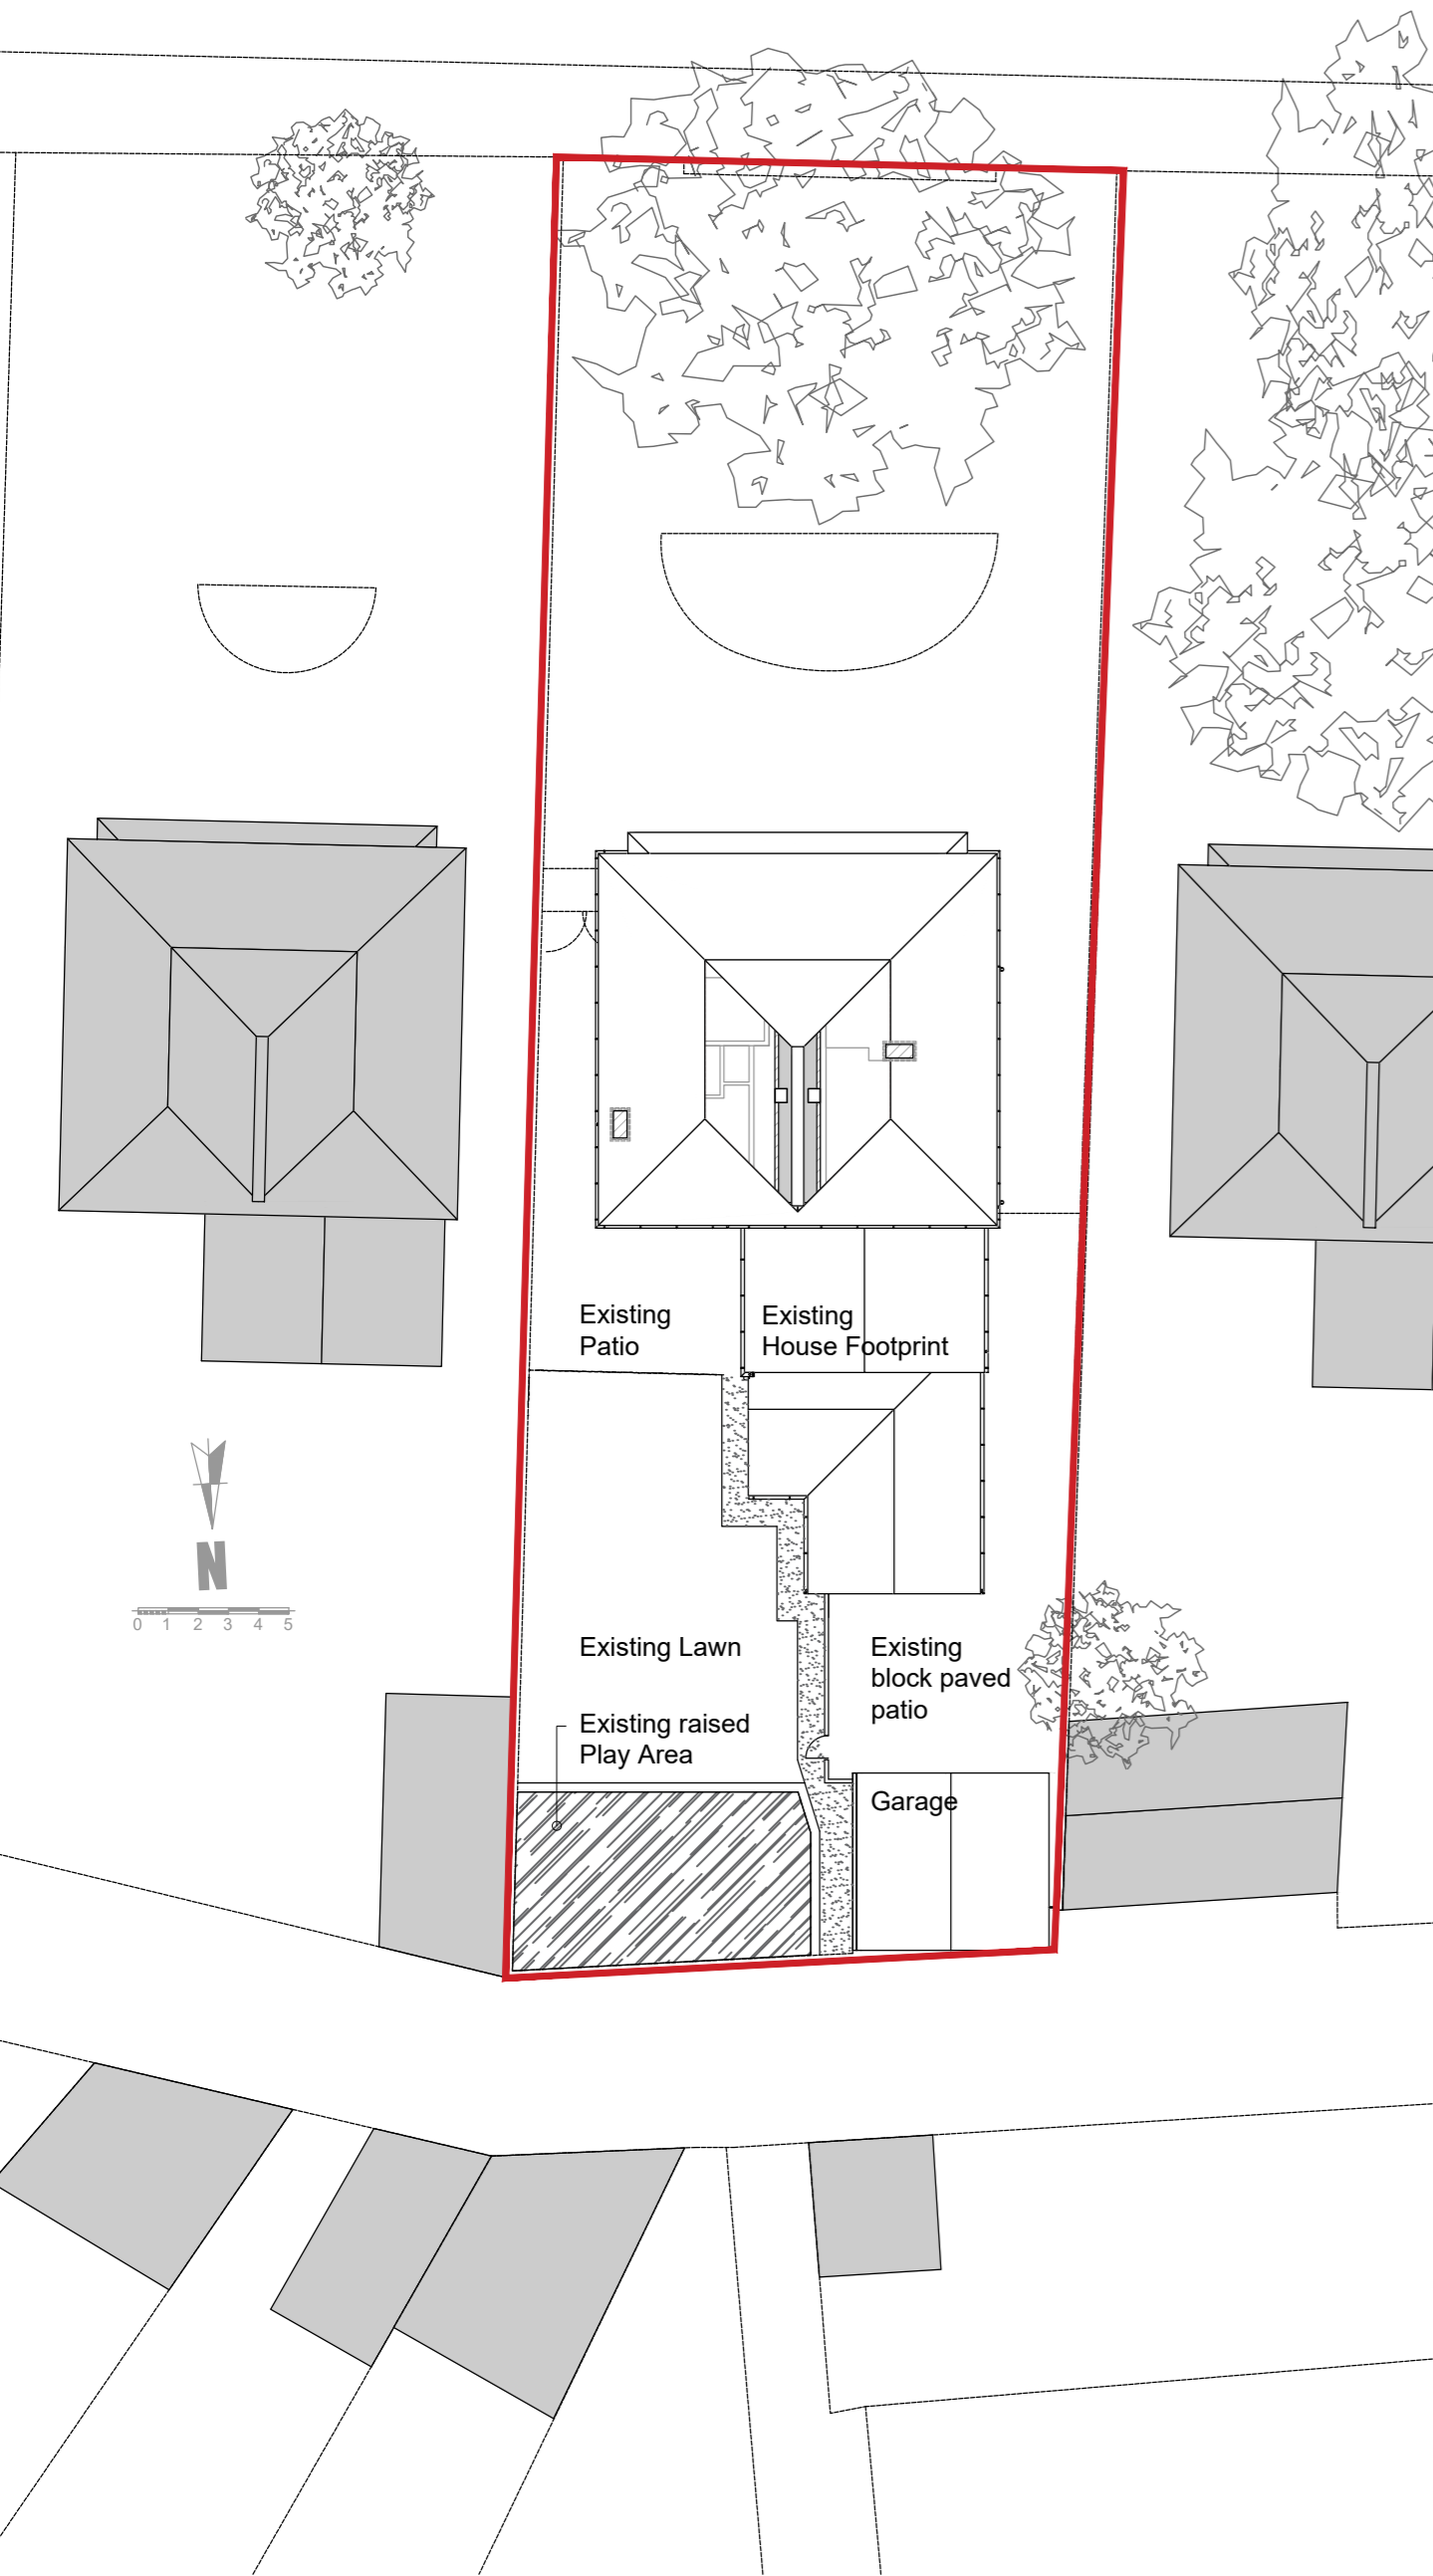 Existing
Patio
Existing
House Footprint
N
0 1 2 3 4 5
Existing Lawn
Existing
block paved
patio
Existing raised
Play Area
Garage